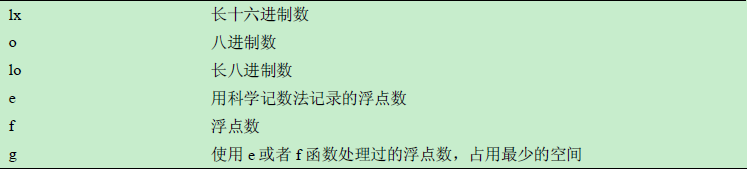 lx 长十六进制数
o 八进制数
lo 长八进制数
e 用科学记数法记录的浮点数
f 浮点数
g 使用 e 或者 f 函数处理过的浮点数，占用最少的空间